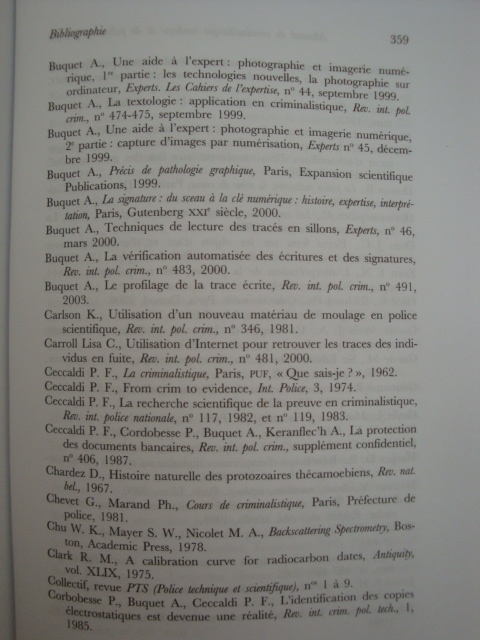 Bibliographie
359
Buquet A., Une aide à l'expert : photographie et imagerie numé-
rique, 1re partie : les technologies nouvelles, la photographie sur
ordinateur, Experts. Les Cahiers de l'expertise, n° 44, septembre 1999.
Buquet A., La textologie : application en criminalistique, Rev. int. pol.
crim., n° 474-475, septembre 1999.
Buquet A., Une aide à l'expert : photographie et imagerie numérique,
2e partie : capture d'images par numérisation, Experts n° 45, décem-
bre 1999.
Buquet A., Précis de pathologie graphique, Paris, Expansion scientifique
Publications, 1999.
Buquet A., La signature : du sceau à la clé numérique : histoire, expertise, interpré-
tation, Paris, Gutenberg XXIe siècle, 2000.
Buquet A., Techniques de lecture des tracés en sillons, Experts, n° 46,
mars 2000.
Buquet A., La vérification automatisée des écritures et des signatures,
Rev. int. pol. crim., n° 483, 2000.
Buquet A., Le profilage de la trace écrite, Rev. int. pol. crim., n° 491,
2003.
Carlson K., Utilisation d'un nouveau matériau de moulage en police
scientifique, Rev. int. pol. crim., n° 346, 1981.
Carroll Lisa C., Utilisation d'Internet pour retrouver les traces des indi-
vidus en fuite, Rev. int. pol. crim., n° 481, 2000.
Ceccaldi P. F., La criminalistique, Paris, PUF, « Que sais-je ? », 1962.
Ceccaldi P. F., From crim to evidence, Int. Police, 3, 1974.
Ceccaldi P. F., La recherche scientifique de la preuve en criminalistique,
Rev. int. police nationale, n° 117, 1982, et n° 119, 1983.
Ceccaldi P. F., Cordobesse P., Buquet A., Keranflec'h A., La protection
des documents bancaires, Rev. int. pol. crim., supplément confidentiel,
n° 406, 1987.
Chardez D., Histoire naturelle des protozoaires thécamoebiens, Rev. nat.
bel., 1967.
Chevet G., Marand Ph., Cours de criminalistique, Paris, Préfecture de
police, 1981.
Chu W. K., Mayer S. W., Nicolet M. A., Backscattering Spectrometry, Bos-
ton, Academic Press, 1978.
Clark R. M., A calibration curve for radiocarbon dates, Antiquity,
vol. XLIX, 1975.
Collectif, revue PTS (Police technique et scientifique), nos 1 à 9.
Corbobesse P., Buquet A., Ceccaldi P. F., L'identification des copies
électrostatiques est devenue une réalité, Rev. int. crim. pol. tech., 1,
1985.